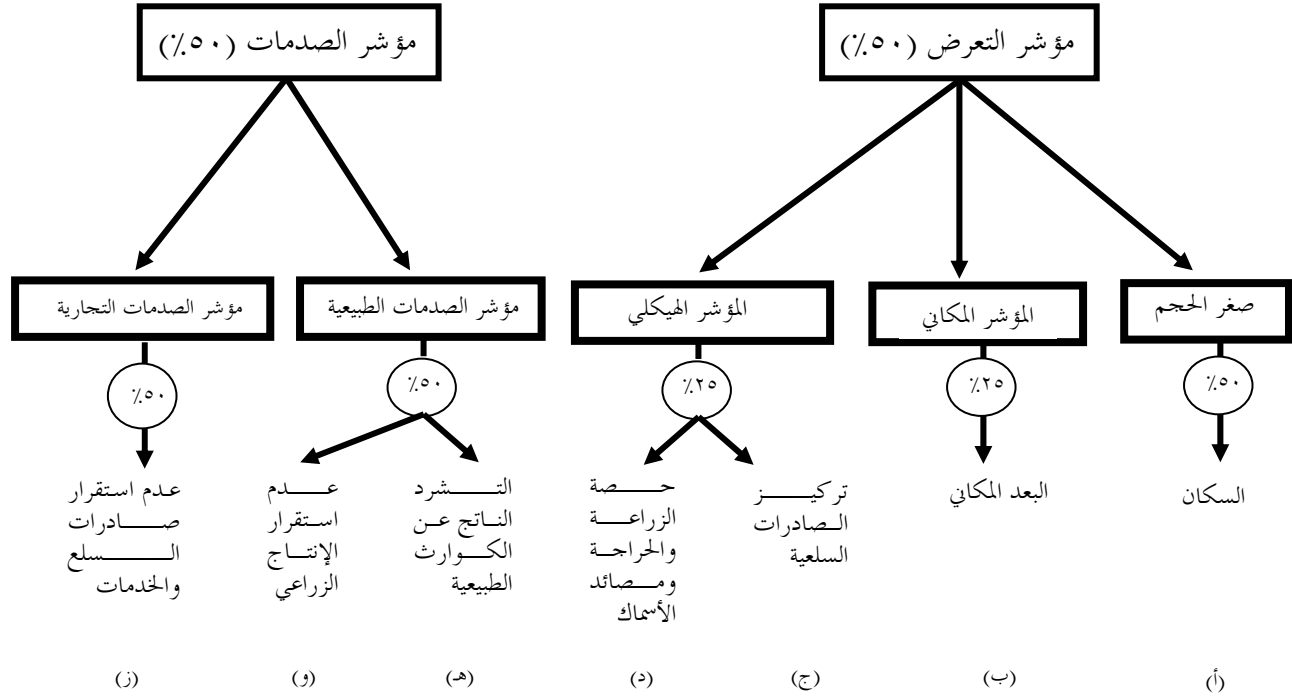 مؤشر التعرض (٥٠٪)
مؤشر الصدمات (٥٠٪)
صغر الحجم
المؤشر المكاني
المؤشر الهيكلي
مؤشر الصدمات الطبيعية
مؤشر الصدمات التجارية
٥٠٪
٢٥٪
٢٥٪
٥٠٪
٥٠٪
السكان
البعد المكاني
تركيز
الصادرات
السلعية
حصة
الزراعة
والحراجة
ومصائد
الأسماك
التشرد
الناتج عن
الكوارث
الطبيعية
عدم
استقرار
الإنتاج
الزراعي
عدم استقرار
صادرات
السلع
والخدمات
(أ)
(ب)
(ج)
(د)
(هـ)
(و)
(ز)